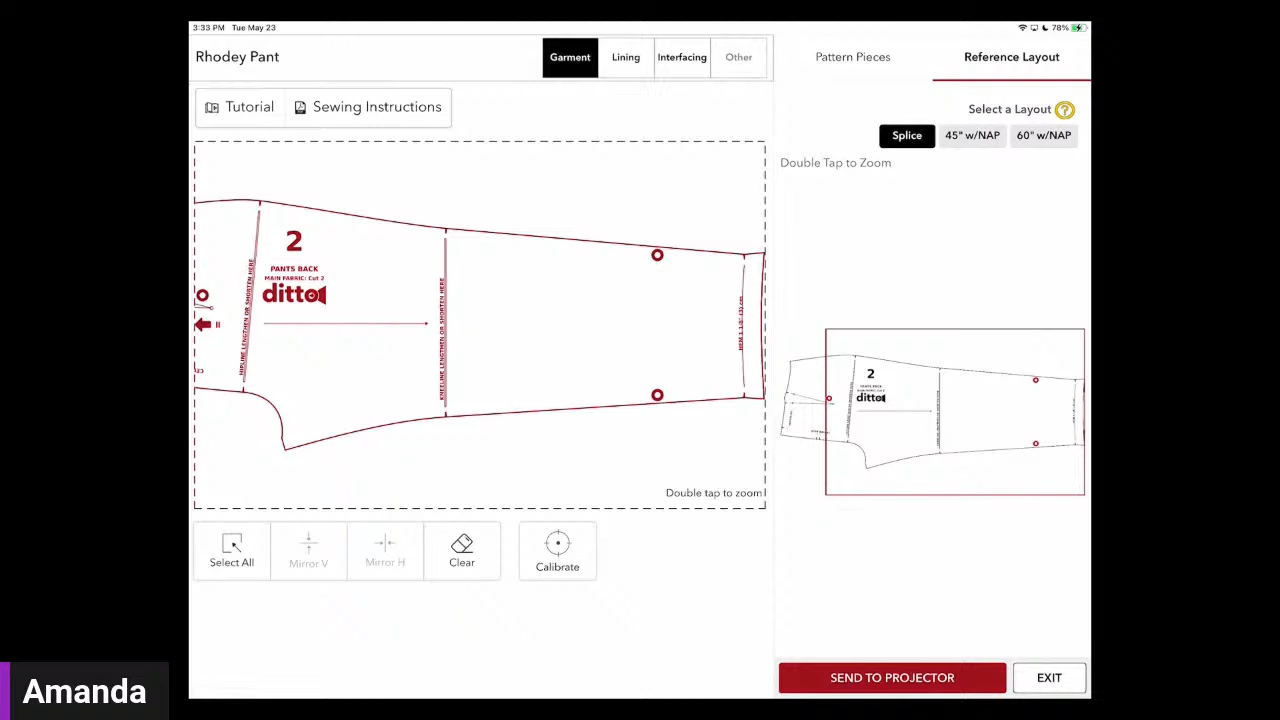 3:33 PM Tue May 23
78%
Rhodey Pant
Garment
Lining
Interfacing
Other
Pattern Pieces
Reference Layout
Tutorial
Sewing Instructions
Select a Layout ?
Splice
45" w/NAP
60" w/NAP
Double Tap to Zoom
2
PANTS BACK
MAIN FABRIC: Cut 2
ditto
HIPLINE LENGTHEN OR SHORTEN HERE
KNEELINE LENGTHEN OR SHORTEN HERE
2
PANTS BACK
ditto
Double tap to zoom
Select All
Mirror V
Mirror H
Clear
Calibrate
SEND TO PROJECTOR
EXIT
Amanda